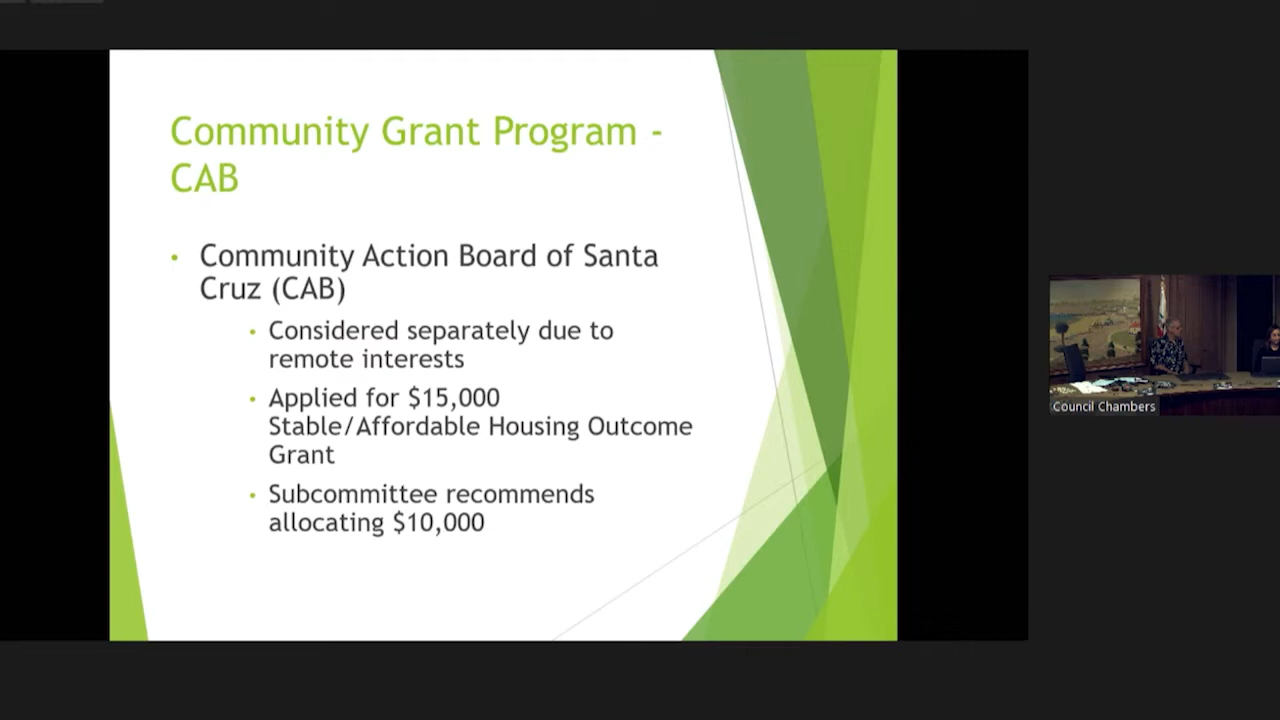 Community Grant Program -
CAB
• Community Action Board of Santa
Cruz (CAB)
• Considered separately due to
remote interests
• Applied for $15,000
Stable/Affordable Housing Outcome
Grant
• Subcommittee recommends
allocating $10,000
Council Chambers